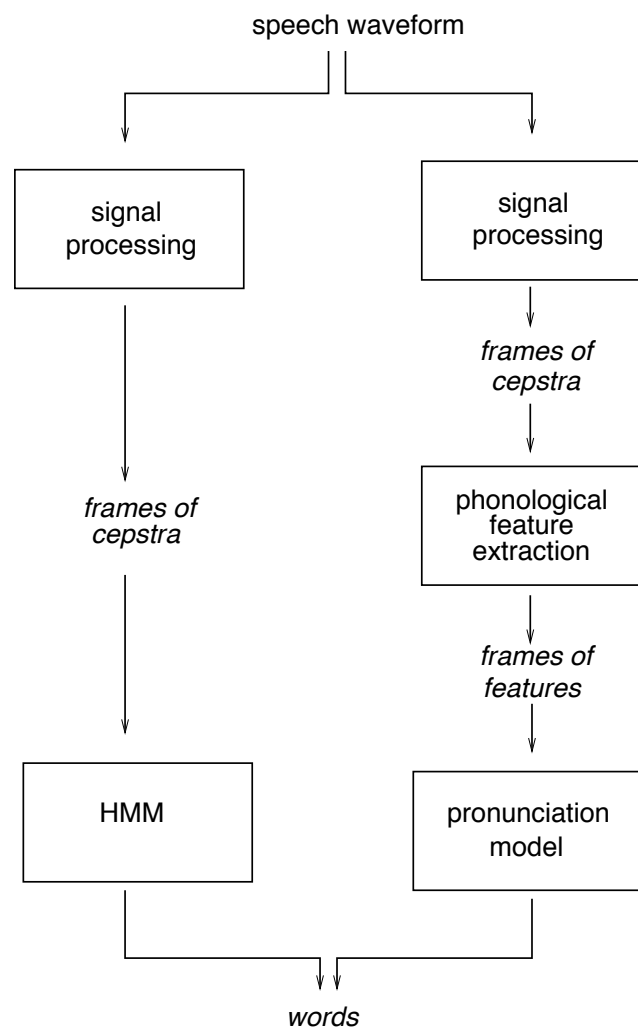 speech waveform
signal
processing
frames of
cepstra
HMM
signal
processing
frames of
cepstra
phonological
feature
extraction
frames of
features
pronunciation
model
words